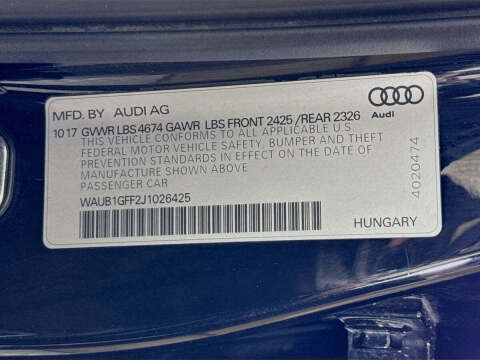 MFD. BY AUDI AG
10 17 GVWR LBS 4674 GAWR LBS FRONT 2425 / REAR 2326
THIS VEHICLE CONFORMS TO ALL APPLICABLE U.S.
FEDERAL MOTOR VEHICLE SAFETY, BUMPER AND THEFT
PREVENTION STANDARDS IN EFFECT ON THE DATE OF
MANUFACTURE SHOWN ABOVE
PASSENGER CAR
WAUB1GFF2J1026425
HUNGARY
Audi
4020474